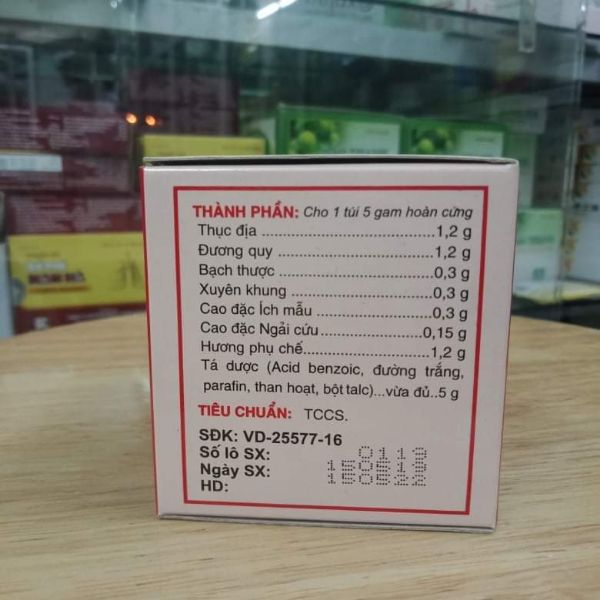 THÀNH PHẦN: Cho 1 túi 5 gam hoàn cứng
Thục địa ........................1,2 g
Đương quy ........................1,2 g
Bạch thược ........................0,3 g
Xuyên khung ........................0,3 g
Cao đặc Ích mẫu ........................0,3 g
Cao đặc Ngải cứu ........................0,15 g
Hương phụ chế........................1,2 g
Tá dược (Acid benzoic, đường trắng,
parafin, than hoạt, bột talc)...vừa đủ..5 g
TIÊU CHUẨN: TCCS.
SĐK: VD-25577-16
Số lô SX: 0119
Ngày SX: 150519
HD: 150522